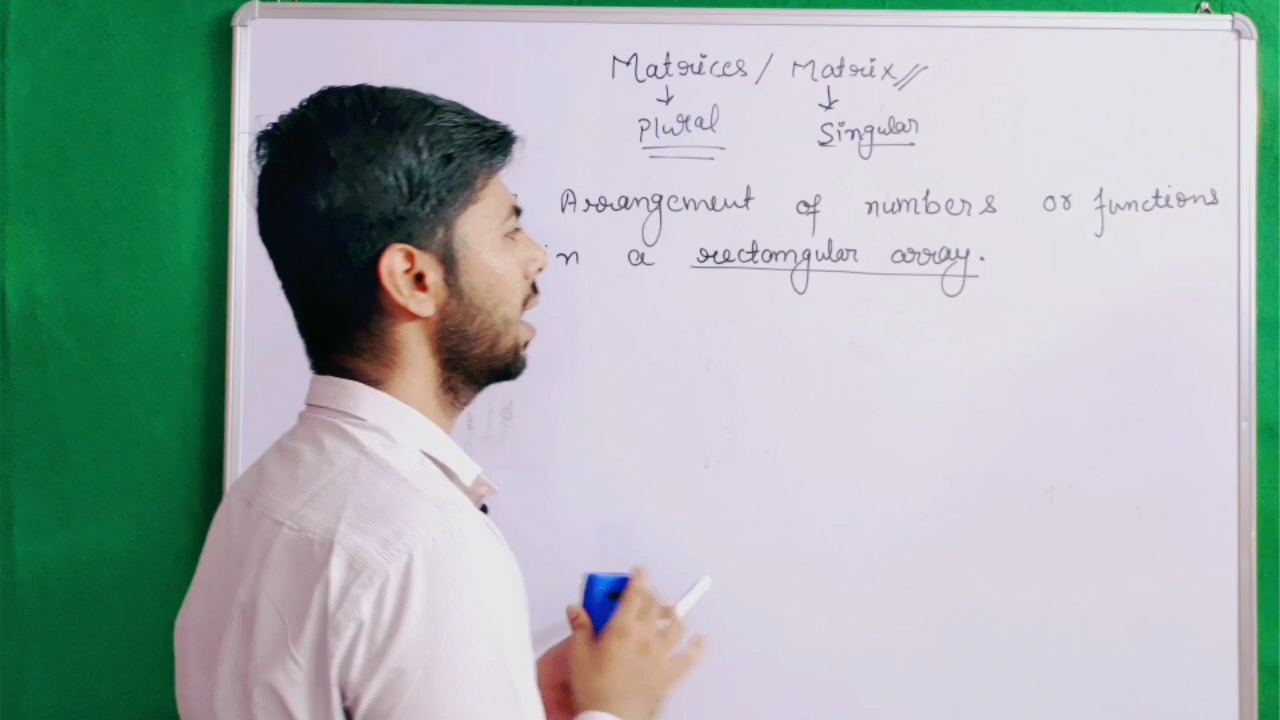 Matrices / Matrix //
Plural Singular
Arrangement of numbers or functions
in a rectangular array.